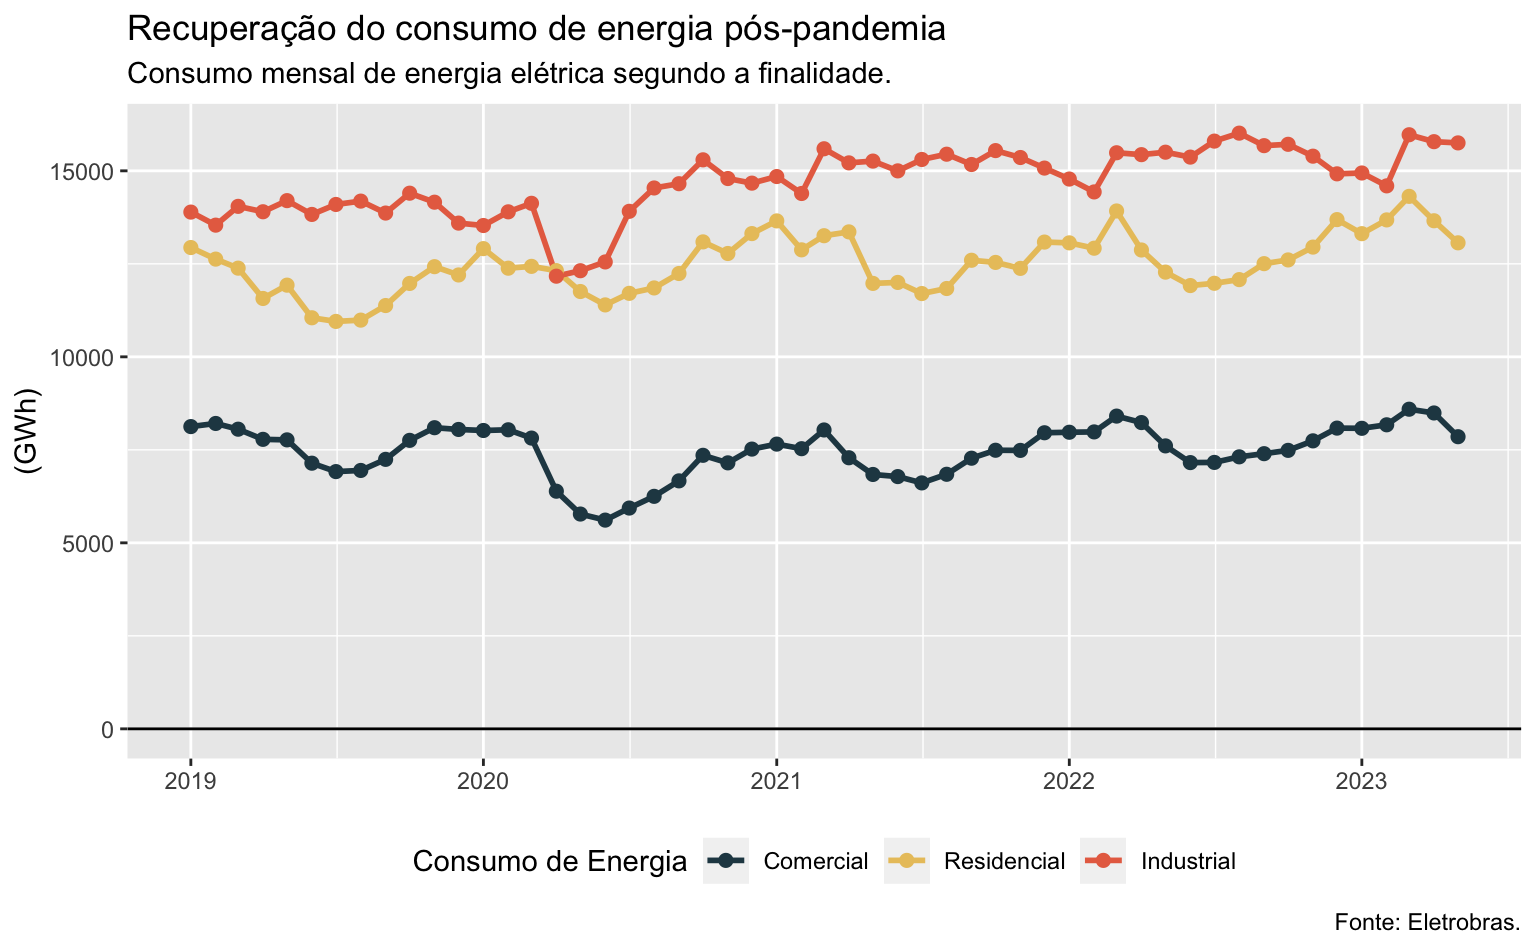 Recuperação do consumo de energia pós-pandemia
Consumo mensal de energia elétrica segundo a finalidade.
(GWh)
15000
10000
5000
0
2019 2020 2021 2022 2023
Consumo de Energia Comercial Residencial Industrial
Fonte: Eletrobras.